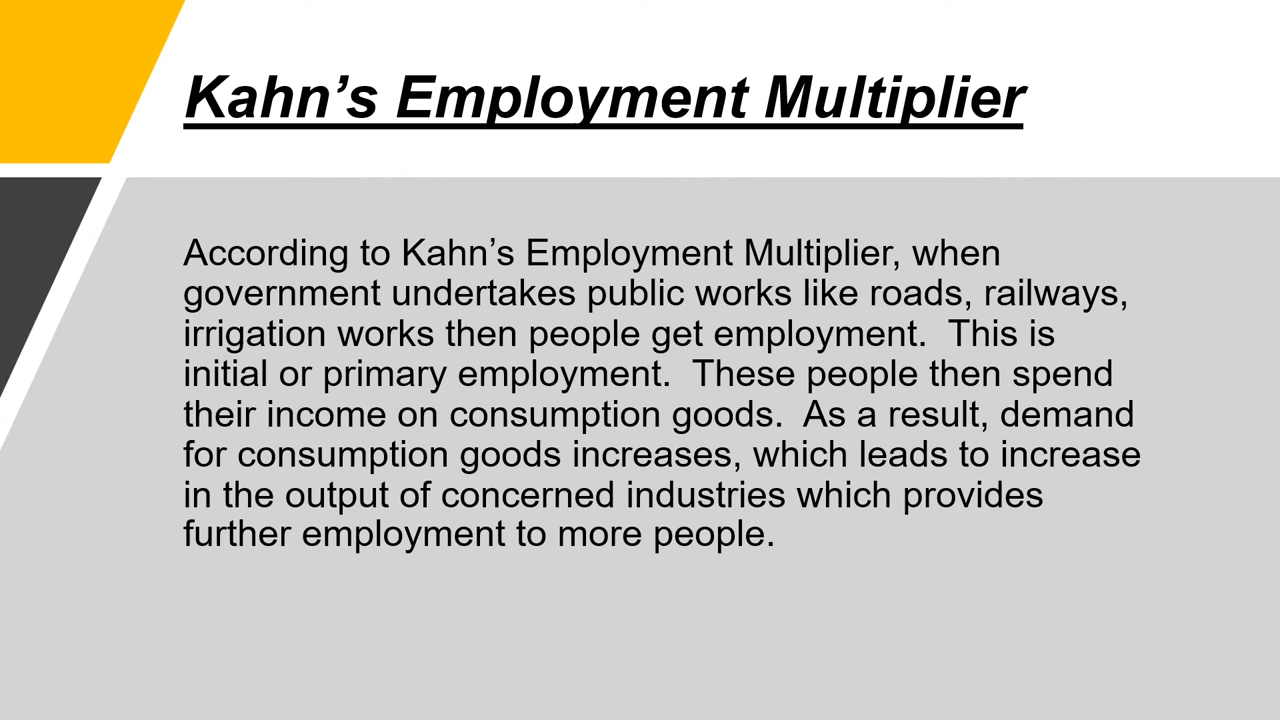 Kahn’s Employment Multiplier
According to Kahn’s Employment Multiplier, when
government undertakes public works like roads, railways,
irrigation works then people get employment.  This is
initial or primary employment.  These people then spend
their income on consumption goods.  As a result, demand
for consumption goods increases, which leads to increase
in the output of concerned industries which provides
further employment to more people.